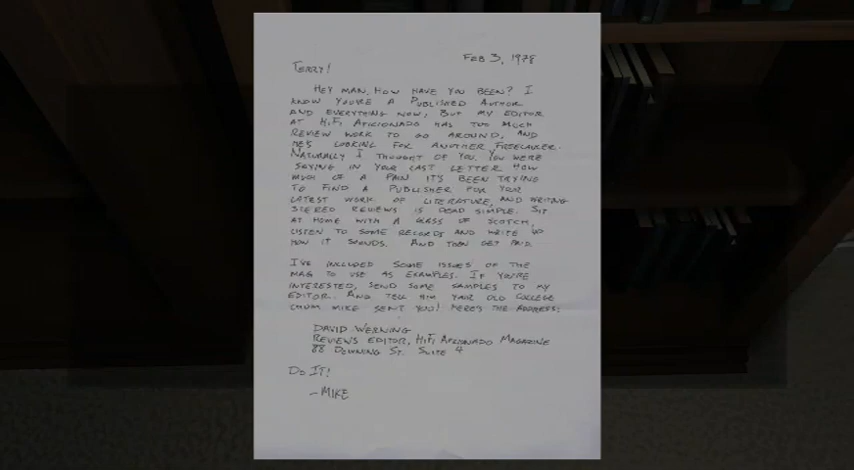 FEB 3, 1978
TERRY!
HEY MAN, HOW HAVE YOU BEEN? I
KNOW YOU'RE A PUBLISHED AUTHOR
AND EVERYTHING NOW, BUT MY EDITOR
AT HIFI AFICIONADO HAS TOO MUCH
REVIEW WORK TO GO AROUND, AND
HE'S LOOKING FOR ANOTHER FREELANCER.
NATURALLY I THOUGHT OF YOU. YOU WERE
SAYING IN YOUR LAST LETTER HOW
MUCH OF A PAIN IT'S BEEN TRYING
TO FIND A PUBLISHER FOR YOUR
LATEST WORK OF LITERATURE, AND WRITING
STEREO REVIEWS IS DEAD SIMPLE. SIT
AT HOME WITH A GLASS OF SCOTCH,
LISTEN TO SOME RECORDS AND WRITE UP
HOW IT SOUNDS. AND THEN GET PAID.
I'VE INCLUDED SOME ISSUES OF THE
MAG TO USE AS EXAMPLES. IF YOU'RE
INTERESTED, SEND SOME SAMPLES TO MY
EDITOR. AND TELL HIM YOUR OLD COLLEGE
CHUM MIKE SENT YOU! HERE'S THE ADDRESS:
DAVID WERNING
REVIEWS EDITOR, HIFI AFICIONADO MAGAZINE
88 DOWNING ST. SUITE 4
DO IT!
-MIKE